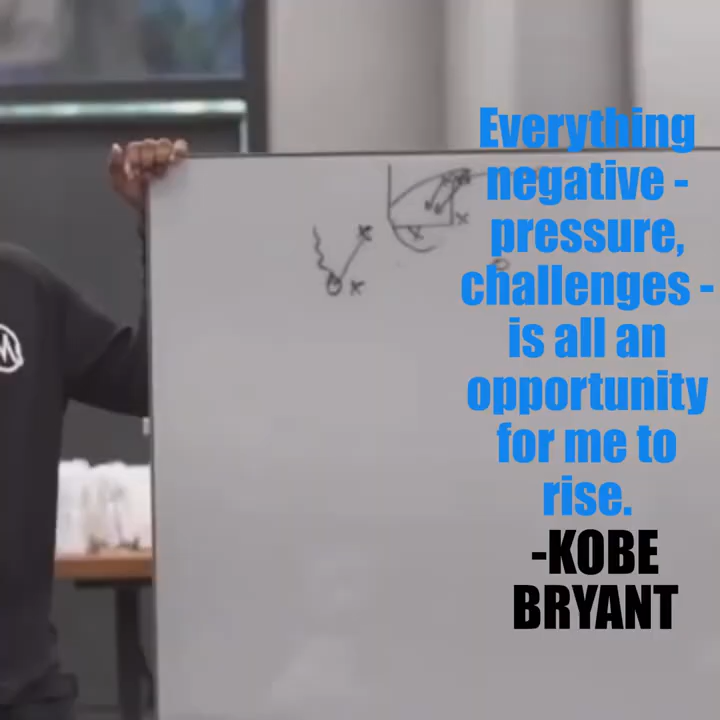 Everything
negative -
pressure,
challenges -
is all an
opportunity
for me to
rise.
-KOBE
BRYANT